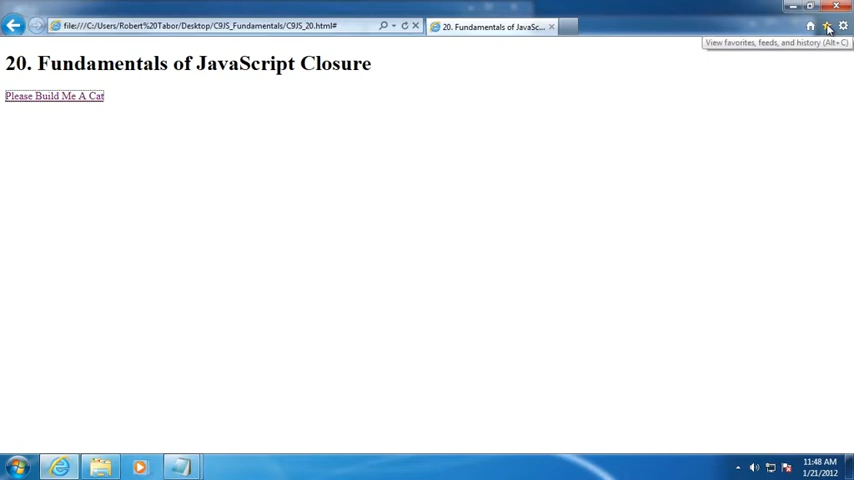 file:///C:/Users/Robert%20Tabor/Desktop/C9JS_Fundamentals/C9JS_20.html#
20. Fundamentals of JavaSc...
View favorites, feeds, and history (Alt+C)
20. Fundamentals of JavaScript Closure
Please Build Me A Cat
11:48 AM
1/21/2012